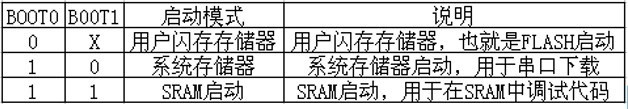 BOOT0 BOOT1 启动模式 说明
0 X 用户闪存存储器 用户闪存存储器，也就是FLASH启动
1 0 系统存储器 系统存储器启动，用于串口下载
1 1 SRAM启动 SRAM启动，用于在SRAM中调试代码